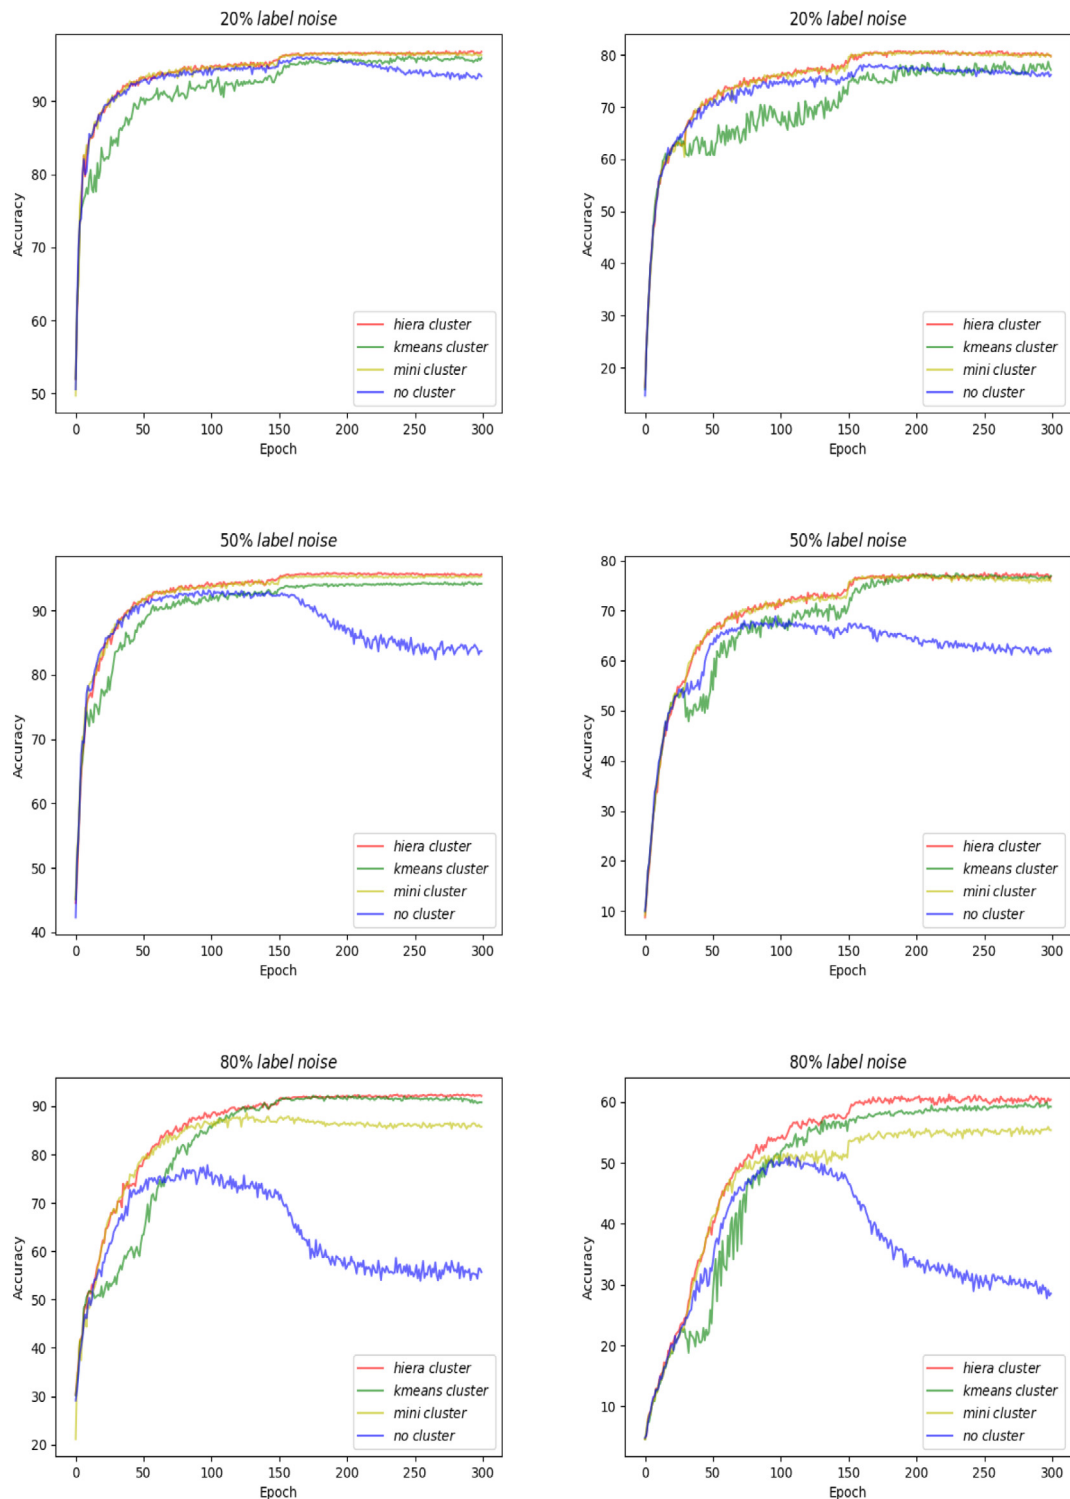 20% label noise
Accuracy
90
80
70
60
50
0 50 100 150 200 250 300
Epoch
hiera cluster
kmeans cluster
mini cluster
no cluster
20% label noise
Accuracy
80
70
60
50
40
30
20
0 50 100 150 200 250 300
Epoch
hiera cluster
kmeans cluster
mini cluster
no cluster
50% label noise
Accuracy
90
80
70
60
50
40
0 50 100 150 200 250 300
Epoch
hiera cluster
kmeans cluster
mini cluster
no cluster
50% label noise
Accuracy
80
70
60
50
40
30
20
10
0 50 100 150 200 250 300
Epoch
hiera cluster
kmeans cluster
mini cluster
no cluster
80% label noise
Accuracy
90
80
70
60
50
40
30
20
0 50 100 150 200 250 300
Epoch
hiera cluster
kmeans cluster
mini cluster
no cluster
80% label noise
Accuracy
60
50
40
30
20
10
0 50 100 150 200 250 300
Epoch
hiera cluster
kmeans cluster
mini cluster
no cluster